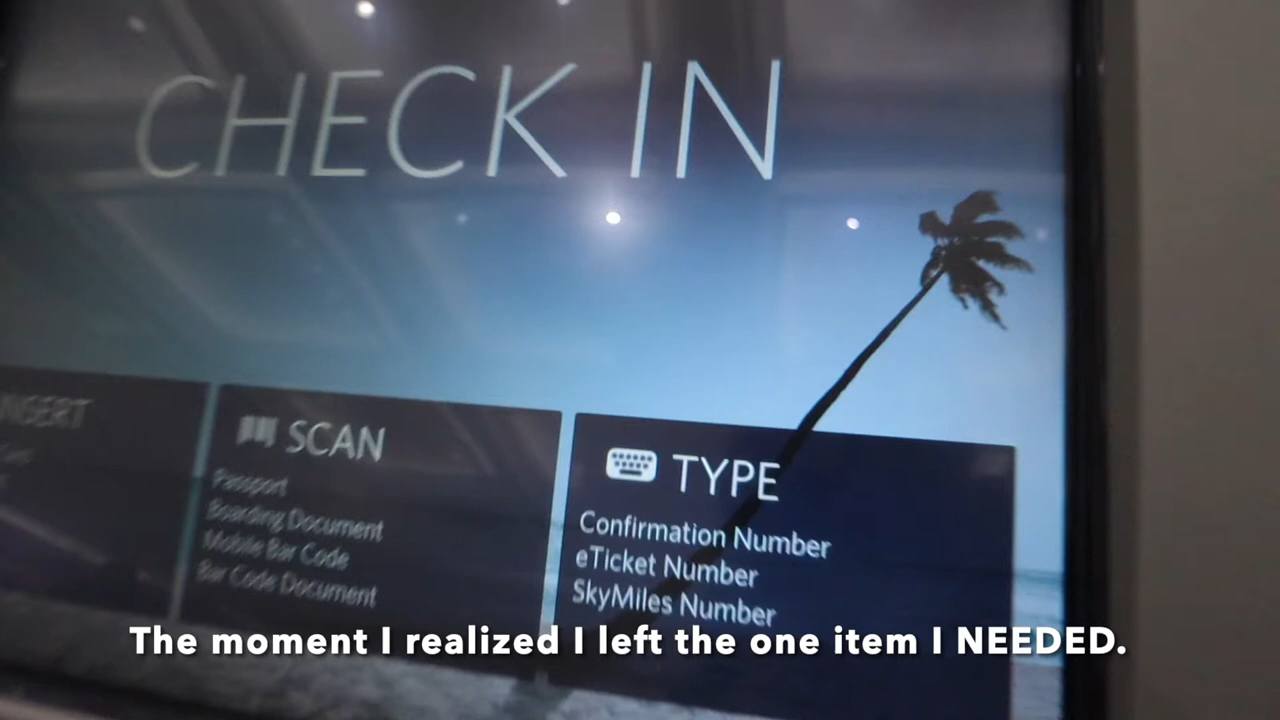 CHECK IN
SCAN
Passport
Boarding Document
Mobile Bar Code
Bar Code Document
TYPE
Confirmation Number
eTicket Number
SkyMiles Number
The moment I realized I left the one item I NEEDED.